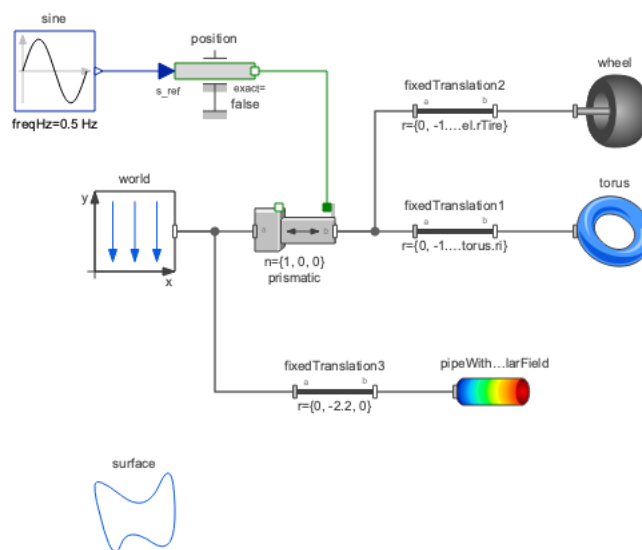 sine
freqHz=0.5 Hz
position
s_ref
exact=
false
fixedTranslation2
a b
r={0, -1....el.rTire}
wheel
world
y
x
a b
n={1, 0, 0}
prismatic
fixedTranslation1
a b
r={0, -1....torus.ri}
torus
fixedTranslation3
a b
r={0, -2.2, 0}
pipeWith...larField
surface